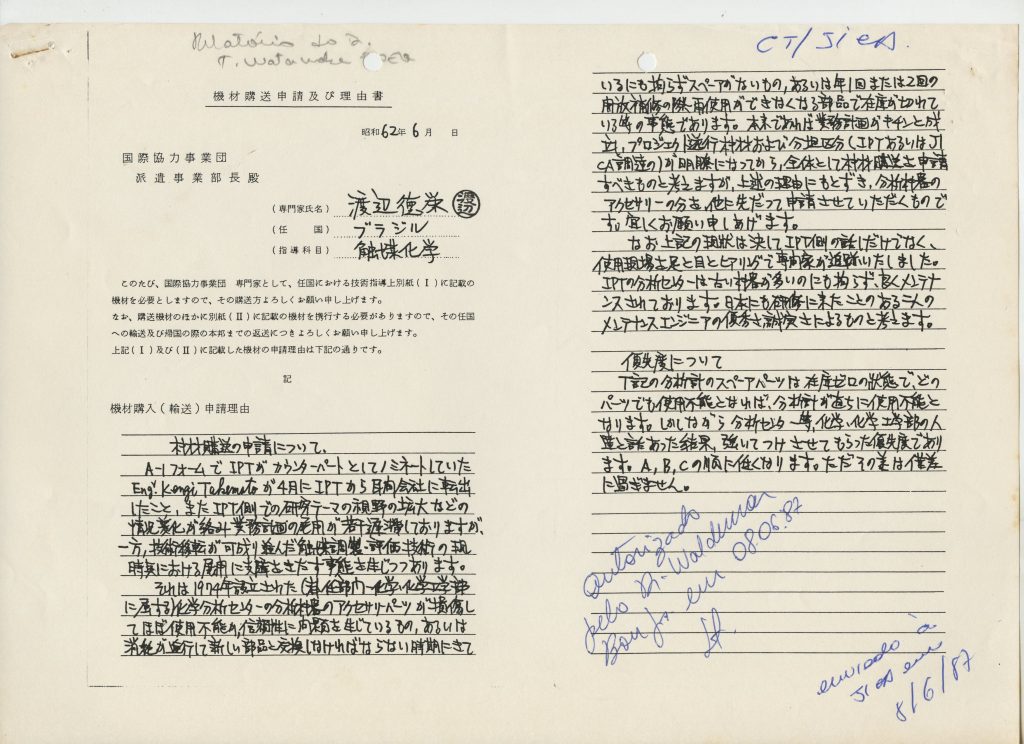 Relatório do
T. Watanabe
機材購送申請及び理由書
昭和62年6月 日
国際協力事業団
派遣事業部長殿
(専門家氏名) 渡辺徳栄 渡辺
(任 国) ブラジル
(指導科目) 触媒化学
このたび、国際協力事業団 専門家として、任国における技術指導上別紙(Ⅰ)に記載の
機材を必要としますので、その購送方よろしくお願い申し上げます。
なお、購送機材のほかに別紙(Ⅱ)に記載の機材を携行する必要がありますので、その任国
への輸送及び帰国の際の本邦までの返送につきよろしくお願い申し上げます。
上記(Ⅰ)及び(Ⅱ)に記載した機材の申請理由は下記の通りです。
記
機材購入(輸送)申請理由
材材購送の申請について。
A-1フォームでIPTがカウンターパートとしてノミネートしていた
Eng. Kengi Takemotoが4月にIPTから民間会社に転出
したこと、またIPT側での研究テーマの視野の拡大などの
情況変化が絡み業務計画の運用が若干遅滞しておりますが、
一方、技術移転が可成り進んだ触媒調製・評価技術の現
時点における展開に支障をきたす事態を生じつつあります。
それは1974年設立された(化学・化学工学部
に属する)化学分析センターの分析機器のアクセサリーパーツが損傷し
てほぼ使用不能か、信頼性に問題を生じているもの、あるいは
消耗が進行して新しい部品と交換しなければならない時期にきて
CT/JICA.
いるにも拘らずスペアがないもの、あるいは年1回または2回の
開放補修の際再使用ができなくなる部品で在庫が切れて
いる等の事態であります。本来であれば業務計画がキチンと成
立し、プロジェクト遂行材材および分担区分(IPTあるいはJI
CA調達の)が明瞭になってから、全体として材材購送を申請
すべきものと考えますが、上述の理由にもとずき、分析機器の
アクセサリーの分を、他に先だって申請させていただくもので
す。宜しくお願い申しあげます。
なお上記の現状は決してIPT側の話しだけでなく、
使用現場を足と目とヒアリングで専門家が追跡いたしました。
IPTの分析センターは古い機器が多いのにも拘らず、良くメンテナ
ンスされております。日本にも研修に来たことのある二人の
メンテナンスエンジニアの優秀さ誠実さによるものと考えます。
優先度について
下記の分析計のスペアパーツは在庫ゼロの状態で、どの
パーツでも使用不能となれば、分析計が直ちに使用不能と
なります。しかしながら分析センター等、化学・化学工学部の人
達と話あった結果、強いてつけさせてもらった優先度であり
ます。A, B, Cの順に低くなります。ただその差は僅差
に過ぎません。
autorizado
pelo Dr. Waldemar
Bon Jr. em 08.06.87
enviado à
JICA em
8/6/87